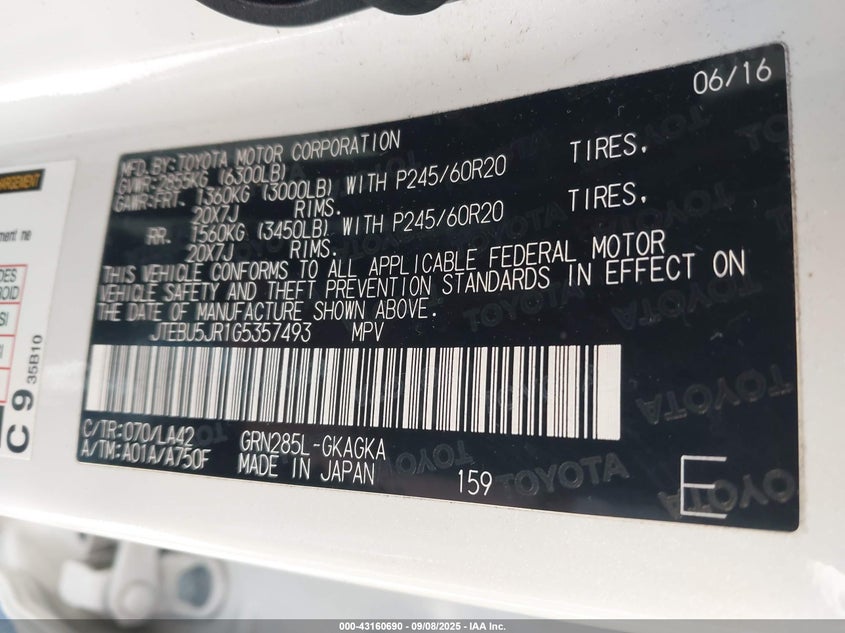 06/16
MFD.BY:TOYOTA MOTOR CORPORATION
GVWR:2855KG (6300LB)
GAWR:FRT. 1360KG (3000LB) WITH P245/60R20 TIRES,
20X7J RIMS.
RR. 1560KG (3450LB) WITH P245/60R20 TIRES,
20X7J RIMS.
THIS VEHICLE CONFORMS TO ALL APPLICABLE FEDERAL MOTOR
VEHICLE SAFETY AND THEFT PREVENTION STANDARDS IN EFFECT ON
THE DATE OF MANUFACTURE SHOWN ABOVE.
JTEBU5JR1G5357493 MPV
C/TR:070/LA42 GRN285L-GKAGKA
A/TM:A01A/A750F MADE IN JAPAN 159
E
C 9 35B10
TOYOTA
000-43160690 - 09/08/2025 - IAA Inc.